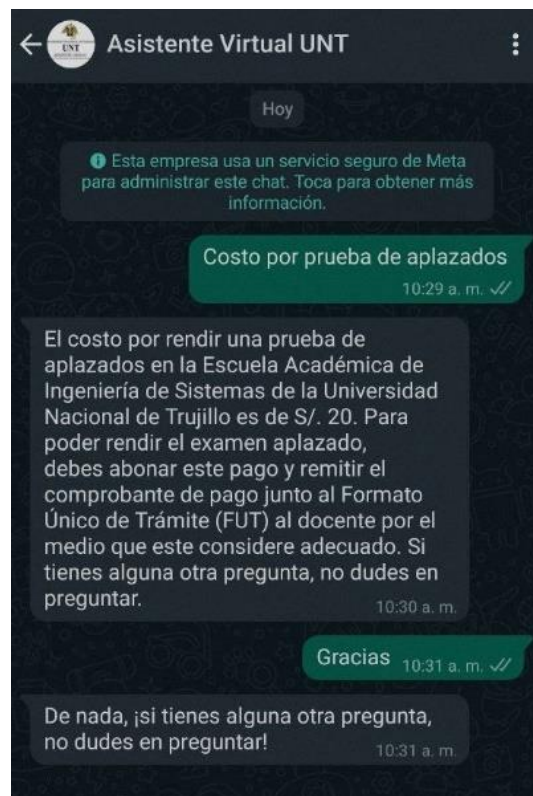 UNT
Asistente Virtual UNT
Hoy
Esta empresa usa un servicio seguro de Meta
para administrar este chat. Toca para obtener más
información.
Costo por prueba de aplazados
10:29 a. m.
El costo por rendir una prueba de
aplazados en la Escuela Académica de
Ingeniería de Sistemas de la Universidad
Nacional de Trujillo es de S/. 20. Para
poder rendir el examen aplazado,
debes abonar este pago y remitir el
comprobante de pago junto al Formato
Único de Trámite (FUT) al docente por el
medio que este considere adecuado. Si
tienes alguna otra pregunta, no dudes en
preguntar.
10:30 a. m.
Gracias 10:31 a. m.
De nada, ¡si tienes alguna otra pregunta,
no dudes en preguntar!
10:31 a. m.